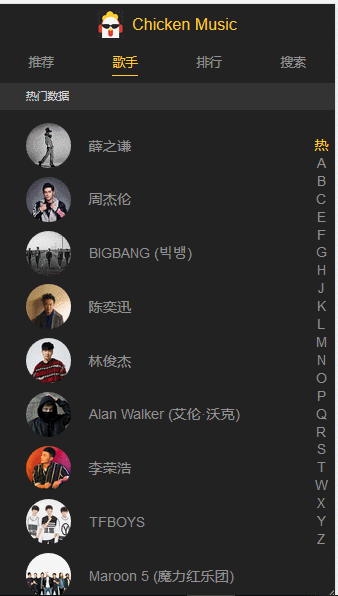 Chicken Music
推荐 歌手 排行 搜索
热门数据
薛之谦
周杰伦
BIGBANG (빅뱅)
陈奕迅
林俊杰
Alan Walker (艾伦·沃克)
李荣浩
TFBOYS
Maroon 5 (魔力红乐团)
热
A
B
C
E
F
G
H
J
K
L
M
N
O
P
Q
R
S
T
W
X
Y
Z